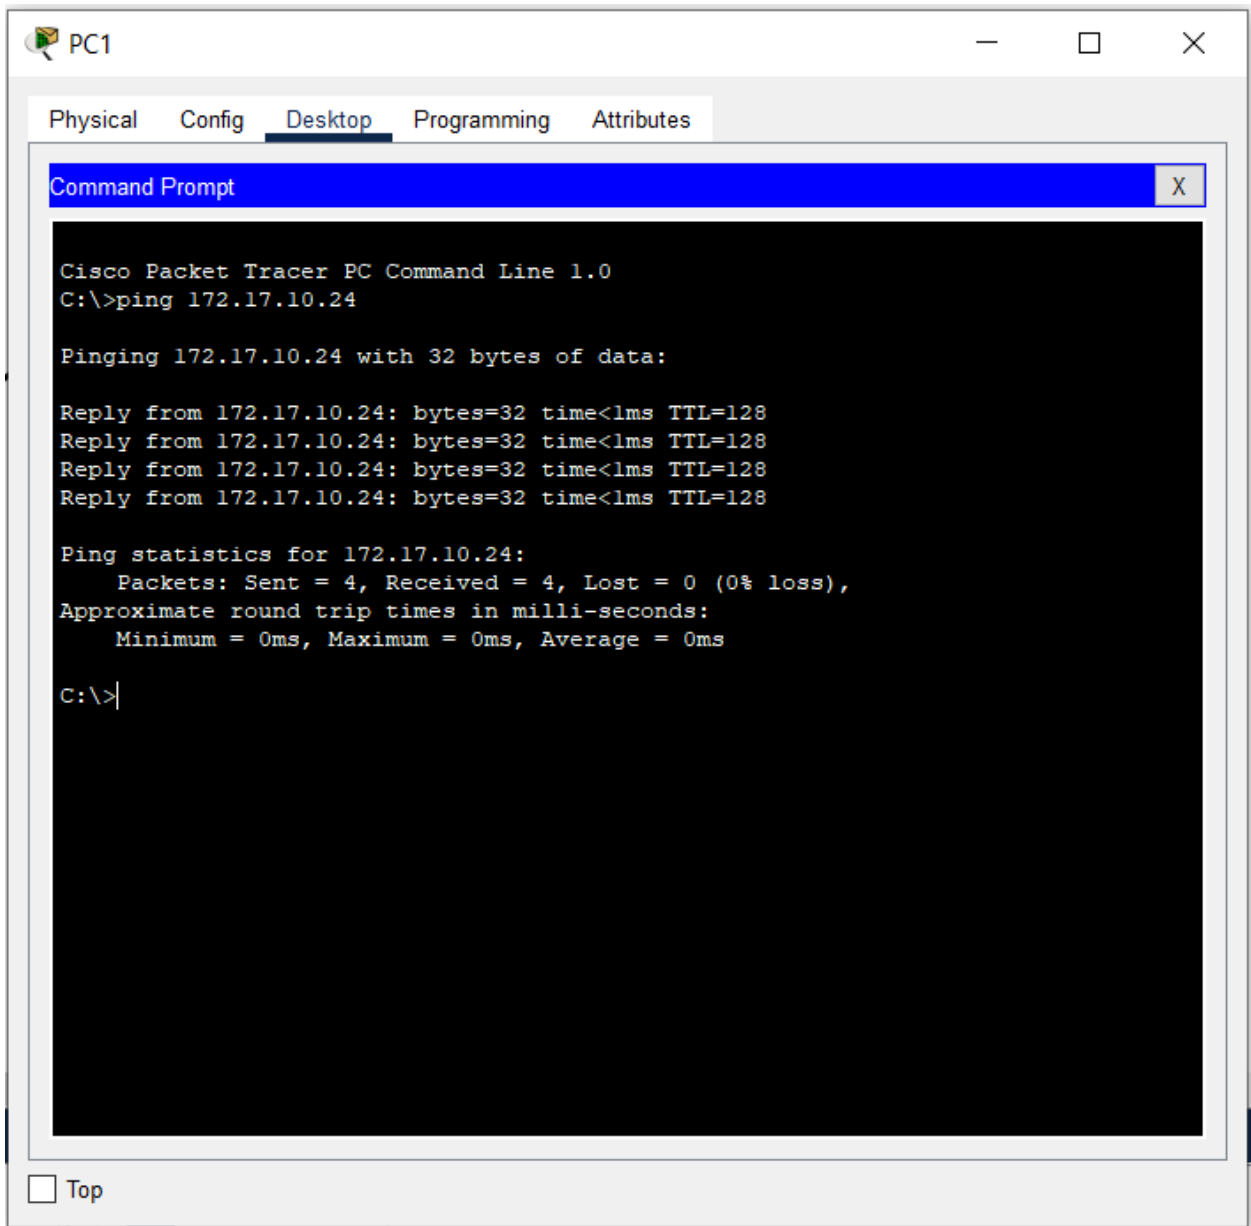 PC1
Physical Config Desktop Programming Attributes
Command Prompt X
Cisco Packet Tracer PC Command Line 1.0
C:\>ping 172.17.10.24
Pinging 172.17.10.24 with 32 bytes of data:
Reply from 172.17.10.24: bytes=32 time<1ms TTL=128
Reply from 172.17.10.24: bytes=32 time<1ms TTL=128
Reply from 172.17.10.24: bytes=32 time<1ms TTL=128
Reply from 172.17.10.24: bytes=32 time<1ms TTL=128
Ping statistics for 172.17.10.24:
Packets: Sent = 4, Received = 4, Lost = 0 (0% loss),
Approximate round trip times in milli-seconds:
Minimum = 0ms, Maximum = 0ms, Average = 0ms
C:\>
Top